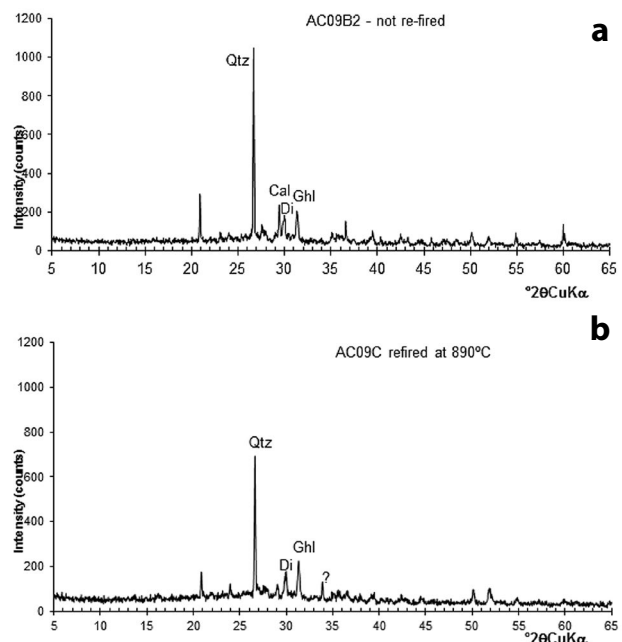 AC09B2 - not re-fired
a
1200
1000
800
600
400
200
0
Intensity (counts)
Qtz
Cal
Di
Ghl
5 10 15 20 25 30 35 40 45 50 55 60 65
°2θCuKα
b
AC09C refired at 890ºC
1200
1000
800
600
400
200
0
Intensity (counts)
Qtz
Di
Ghl
?
5 10 15 20 25 30 35 40 45 50 55 60 65
°2θCuKα